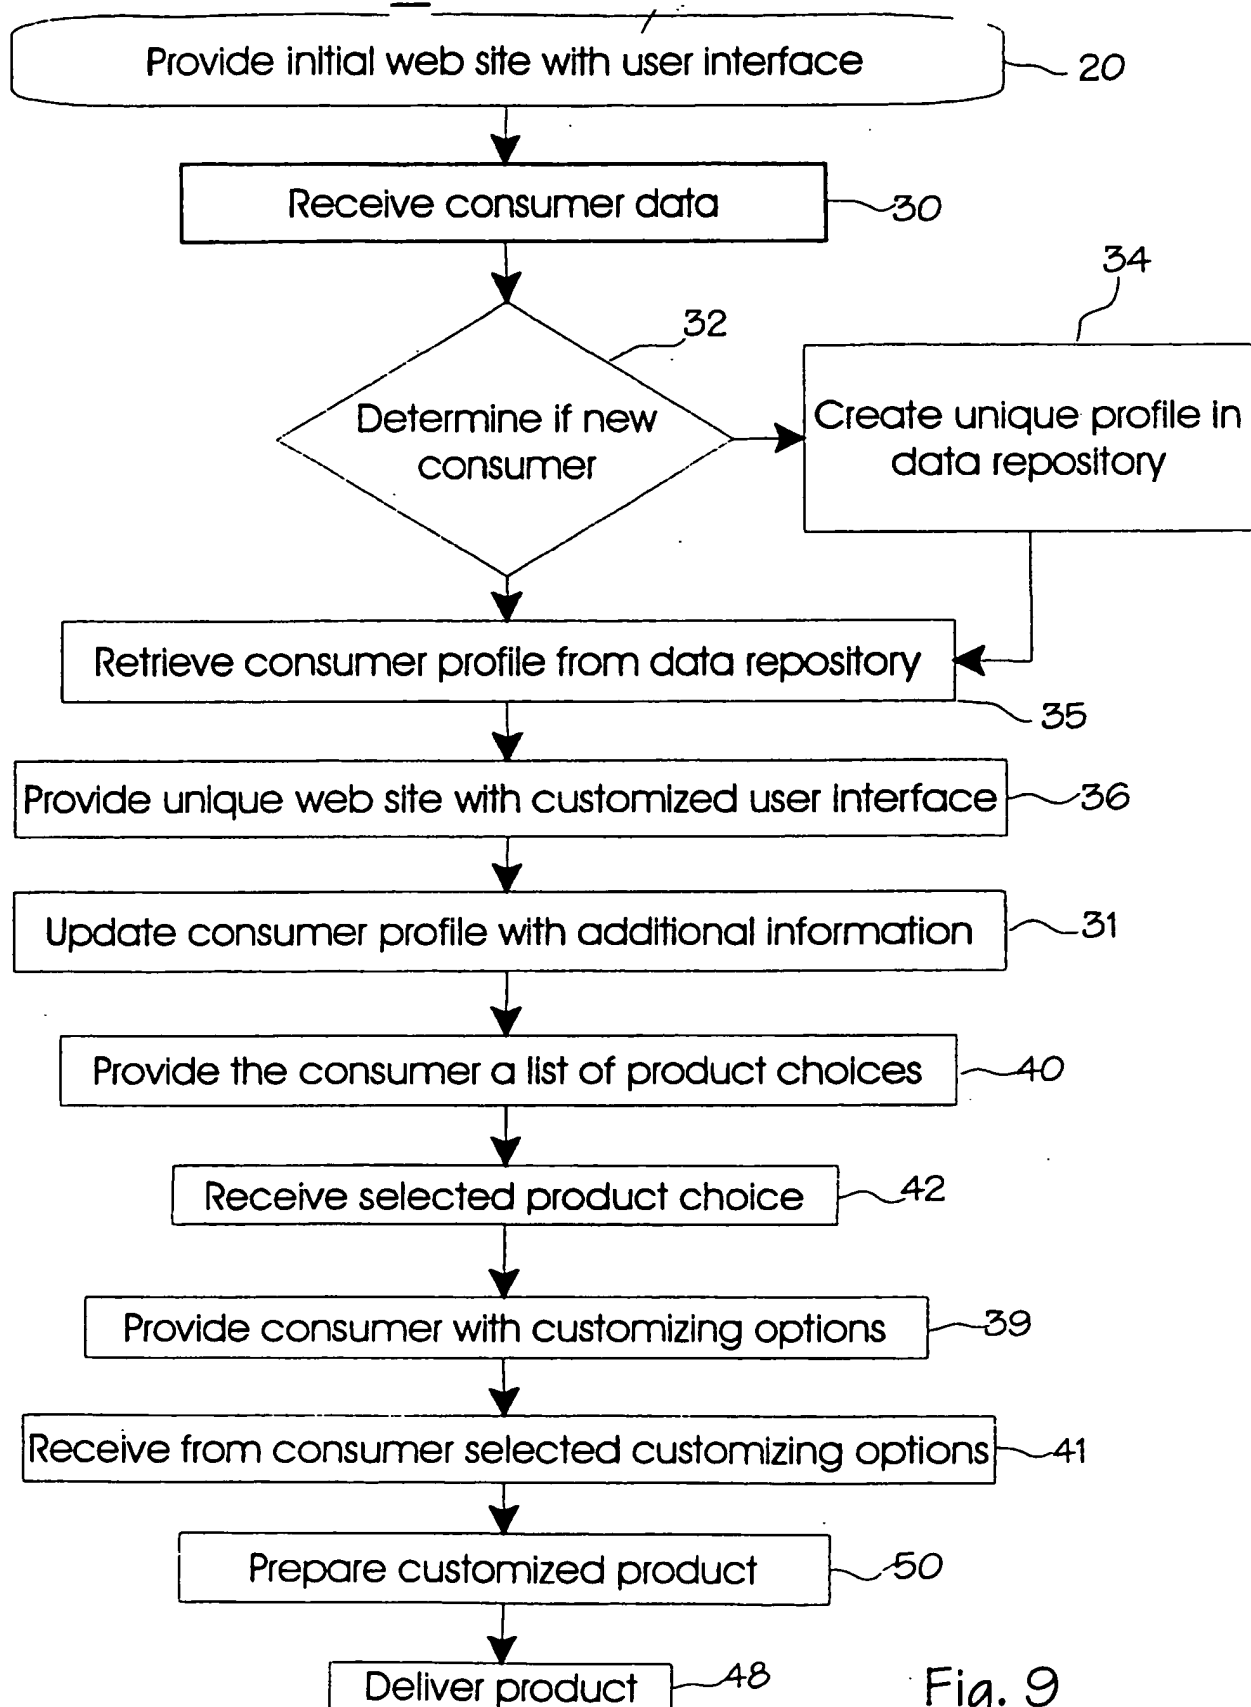 Provide initial web site with user interface
20
Receive consumer data
30
34
32
Determine if new
consumer
Create unique profile in
data repository
Retrieve consumer profile from data repository
35
Provide unique web site with customized user interface
36
Update consumer profile with additional information
31
Provide the consumer a list of product choices
40
Receive selected product choice
42
Provide consumer with customizing options
39
Receive from consumer selected customizing options
41
Prepare customized product
50
Deliver product
48
Fig. 9